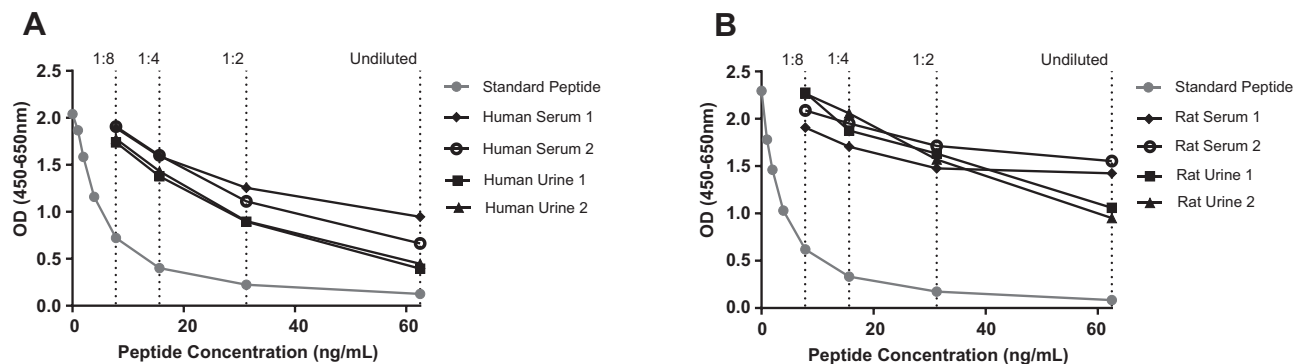 A
1:8
1:4
1:2
Undiluted
2.5
2.0
1.5
1.0
0.5
0.0
0
20
40
60
OD (450-650nm)
Peptide Concentration (ng/mL)
Standard Peptide
Human Serum 1
Human Serum 2
Human Urine 1
Human Urine 2
B
1:8
1:4
1:2
Undiluted
2.5
2.0
1.5
1.0
0.5
0.0
0
20
40
60
OD (450-650nm)
Peptide Concentration (ng/mL)
Standard Peptide
Rat Serum 1
Rat Serum 2
Rat Urine 1
Rat Urine 2